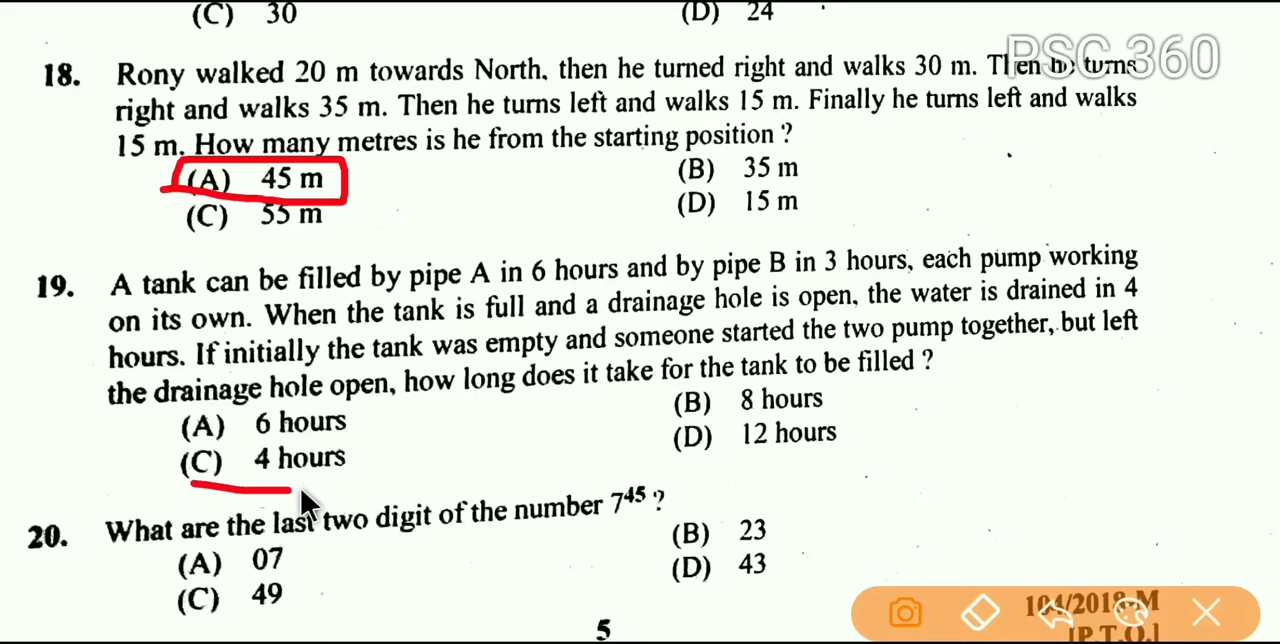 (C) 30 (D) 24
PSC 360
18. Rony walked 20 m towards North, then he turned right and walks 30 m. Then he turns
right and walks 35 m. Then he turns left and walks 15 m. Finally he turns left and walks
15 m. How many metres is he from the starting position ?
(A) 45 m (B) 35 m
(C) 55 m (D) 15 m
19. A tank can be filled by pipe A in 6 hours and by pipe B in 3 hours, each pump working
on its own. When the tank is full and a drainage hole is open, the water is drained in 4
hours. If initially the tank was empty and someone started the two pump together, but left
the drainage hole open, how long does it take for the tank to be filled ?
(A) 6 hours (B) 8 hours
(C) 4 hours (D) 12 hours
20. What are the last two digit of the number 7⁴⁵ ?
(A) 07 (B) 23
(C) 49 (D) 43
5
104/2018-M
[P.T.O.]